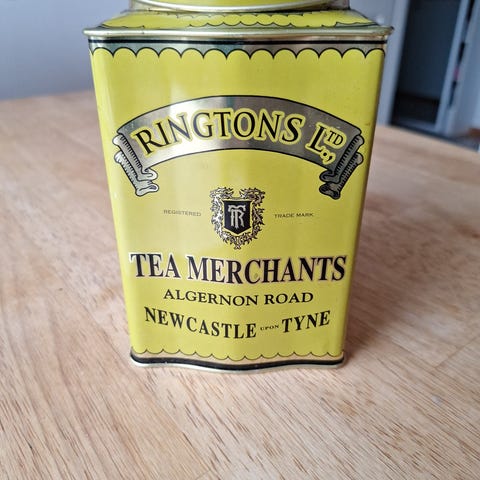 RINGTONS LTD.,
REGISTERED TRADE MARK
TEA MERCHANTS
ALGERNON ROAD
NEWCASTLE UPON TYNE